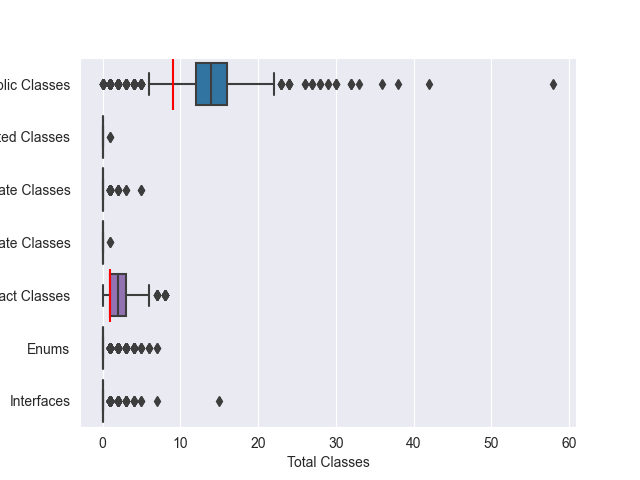 blic Classes
ted Classes
ate Classes
ate Classes
act Classes
Enums
Interfaces
0 10 20 30 40 50 60
Total Classes